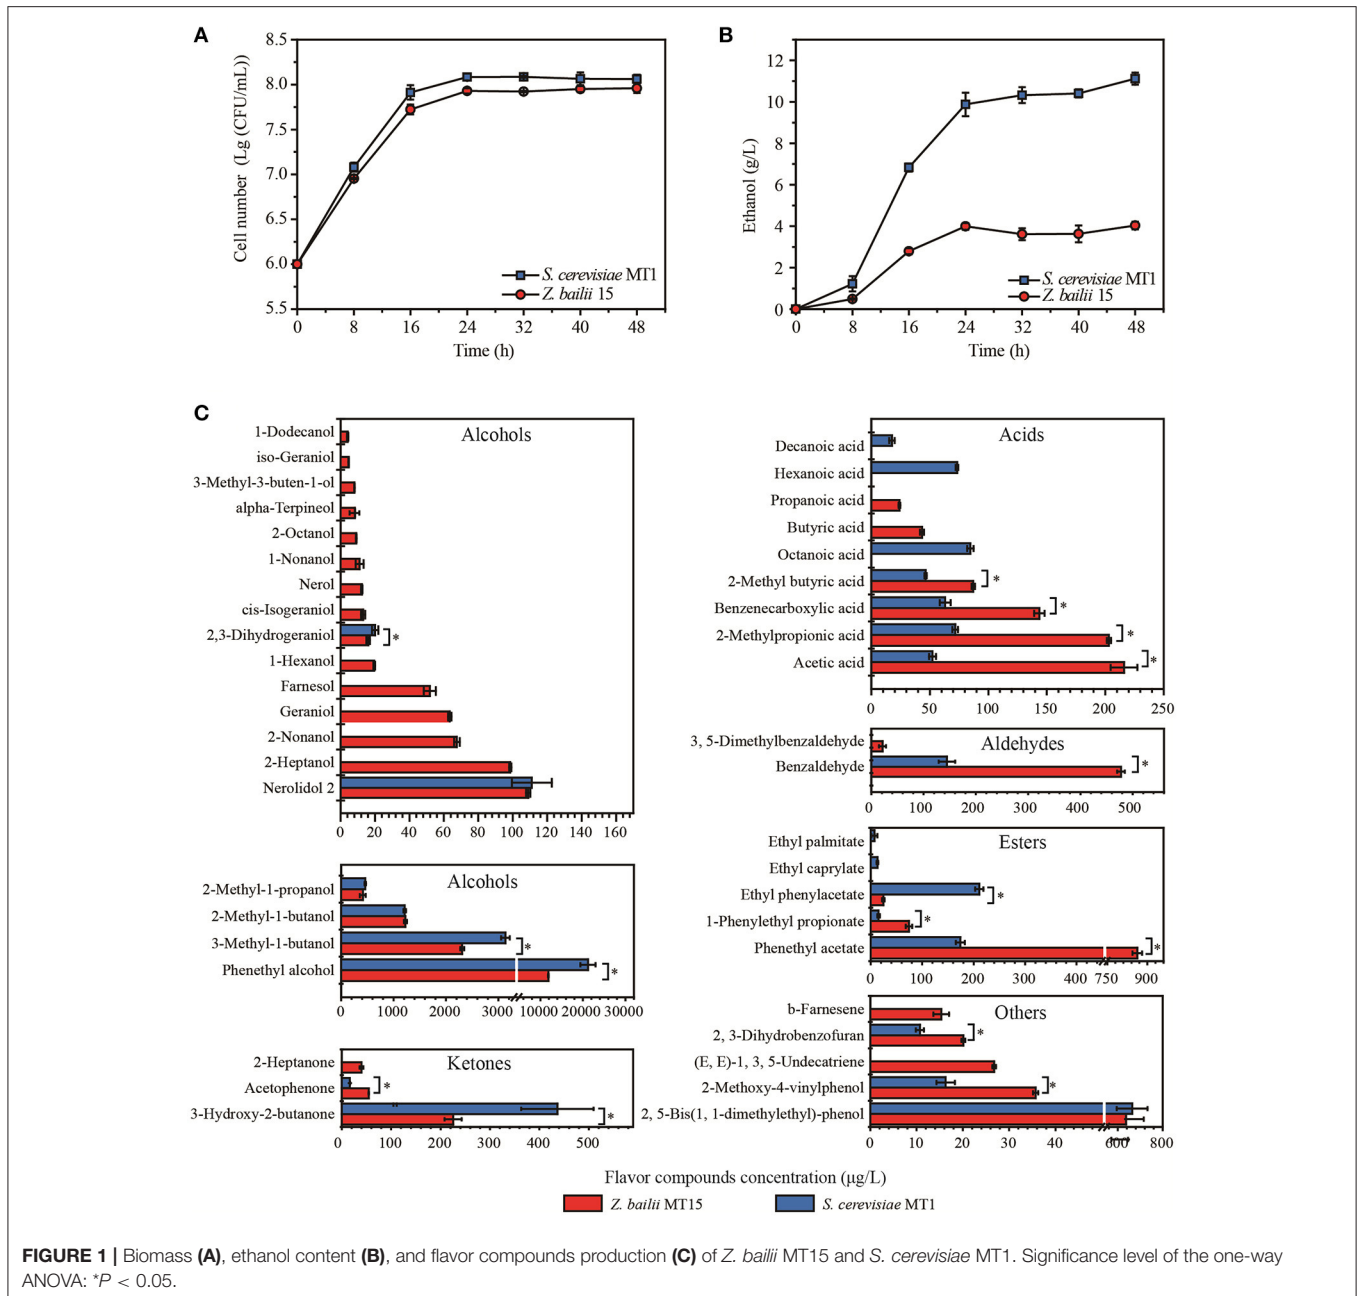 A
8.5
8.0
7.5
7.0
6.5
6.0
5.5
Cell number (Lg (CFU/mL))
S. cerevisiae MT1
Z. bailii 15
0 8 16 24 32 40 48
Time (h)
B
12
10
8
6
4
2
0
Ethanol (g/L)
S. cerevisiae MT1
Z. bailii 15
0 8 16 24 32 40 48
Time (h)
C
Alcohols
1-Dodecanol
iso-Geraniol
3-Methyl-3-buten-1-ol
alpha-Terpineol
2-Octanol
1-Nonanol
Nerol
cis-Isogeraniol
2,3-Dihydrogeraniol
*
1-Hexanol
Farnesol
Geraniol
2-Nonanol
2-Heptanol
Nerolidol 2
0 20 40 60 80 100 120 140 160
Alcohols
2-Methyl-1-propanol
2-Methyl-1-butanol
3-Methyl-1-butanol
*
Phenethyl alcohol
*
0 1000 2000 3000 10000 20000 30000
Ketones
2-Heptanone
Acetophenone
*
3-Hydroxy-2-butanone
*
0 100 200 300 400 500
Acids
Decanoic acid
Hexanoic acid
Propanoic acid
Butyric acid
Octanoic acid
2-Methyl butyric acid
*
Benzenecarboxylic acid
*
2-Methylpropionic acid
*
Acetic acid
*
0 50 100 150 200 250
Aldehydes
3, 5-Dimethylbenzaldehyde
Benzaldehyde
*
0 100 200 300 400 500
Esters
Ethyl palmitate
Ethyl caprylate
Ethyl phenylacetate
*
1-Phenylethyl propionate
*
Phenethyl acetate
*
0 100 200 300 400 750 900
Others
b-Farnesene
2, 3-Dihydrobenzofuran
*
(E, E)-1, 3, 5-Undecatriene
2-Methoxy-4-vinylphenol
*
2, 5-Bis(1, 1-dimethylethyl)-phenol
0 10 20 30 40 600 800
Flavor compounds concentration (μg/L)
Z. bailii MT15 S. cerevisiae MT1
FIGURE 1 | Biomass (A), ethanol content (B), and flavor compounds production (C) of Z. bailii MT15 and S. cerevisiae MT1. Significance level of the one-way
ANOVA: *P < 0.05.